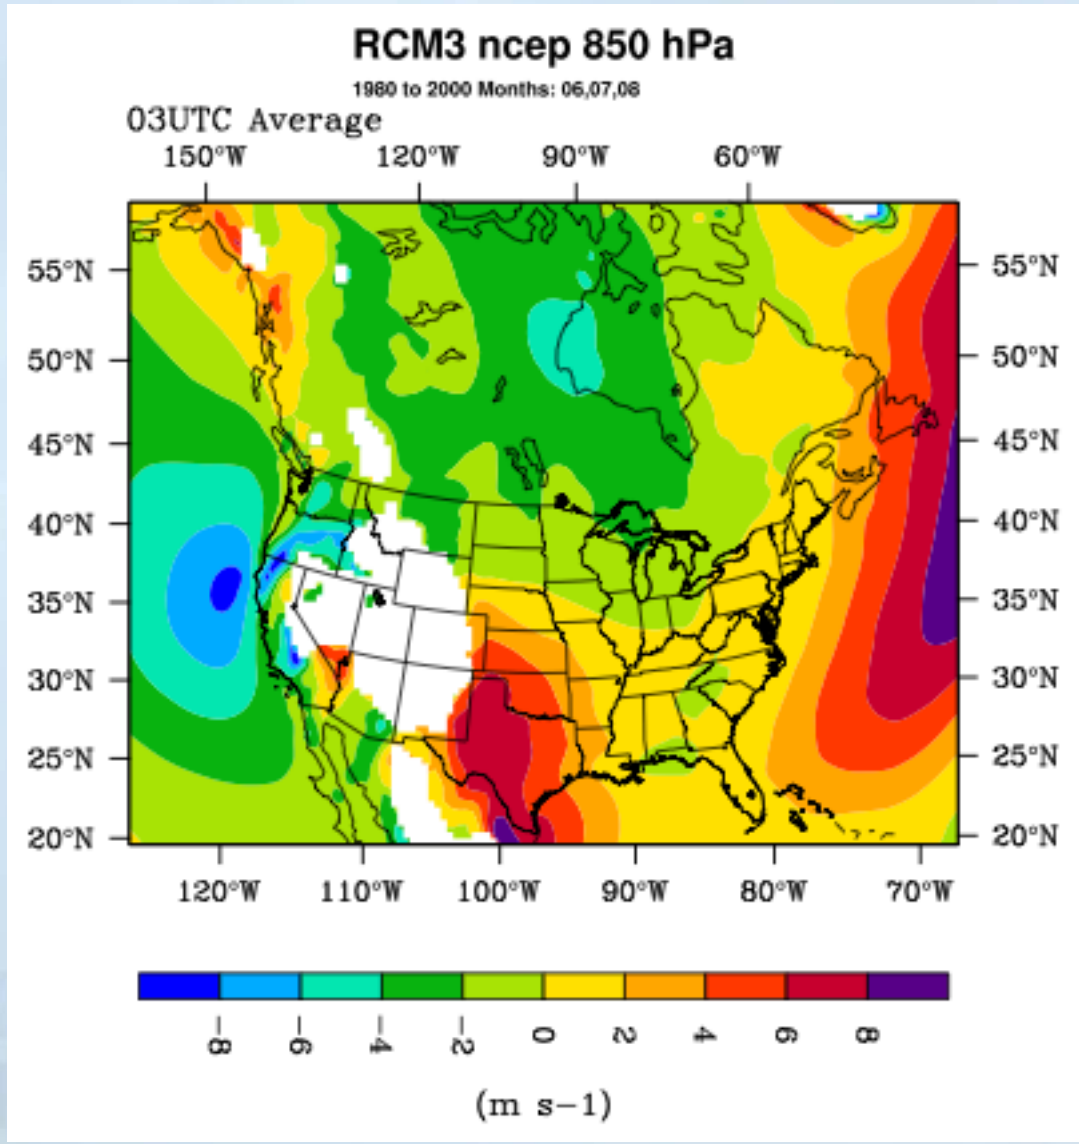 RCM3 ncep 850 hPa
1980 to 2000 Months: 06,07,08
03UTC Average
150°W 120°W 90°W 60°W
55°N 55°N
50°N 50°N
45°N 45°N
40°N 40°N
35°N 35°N
30°N 30°N
25°N 25°N
20°N 20°N
120°W 110°W 100°W 90°W 80°W 70°W
-8 -6 -4 -2 0 2 4 6 8
(m s-1)